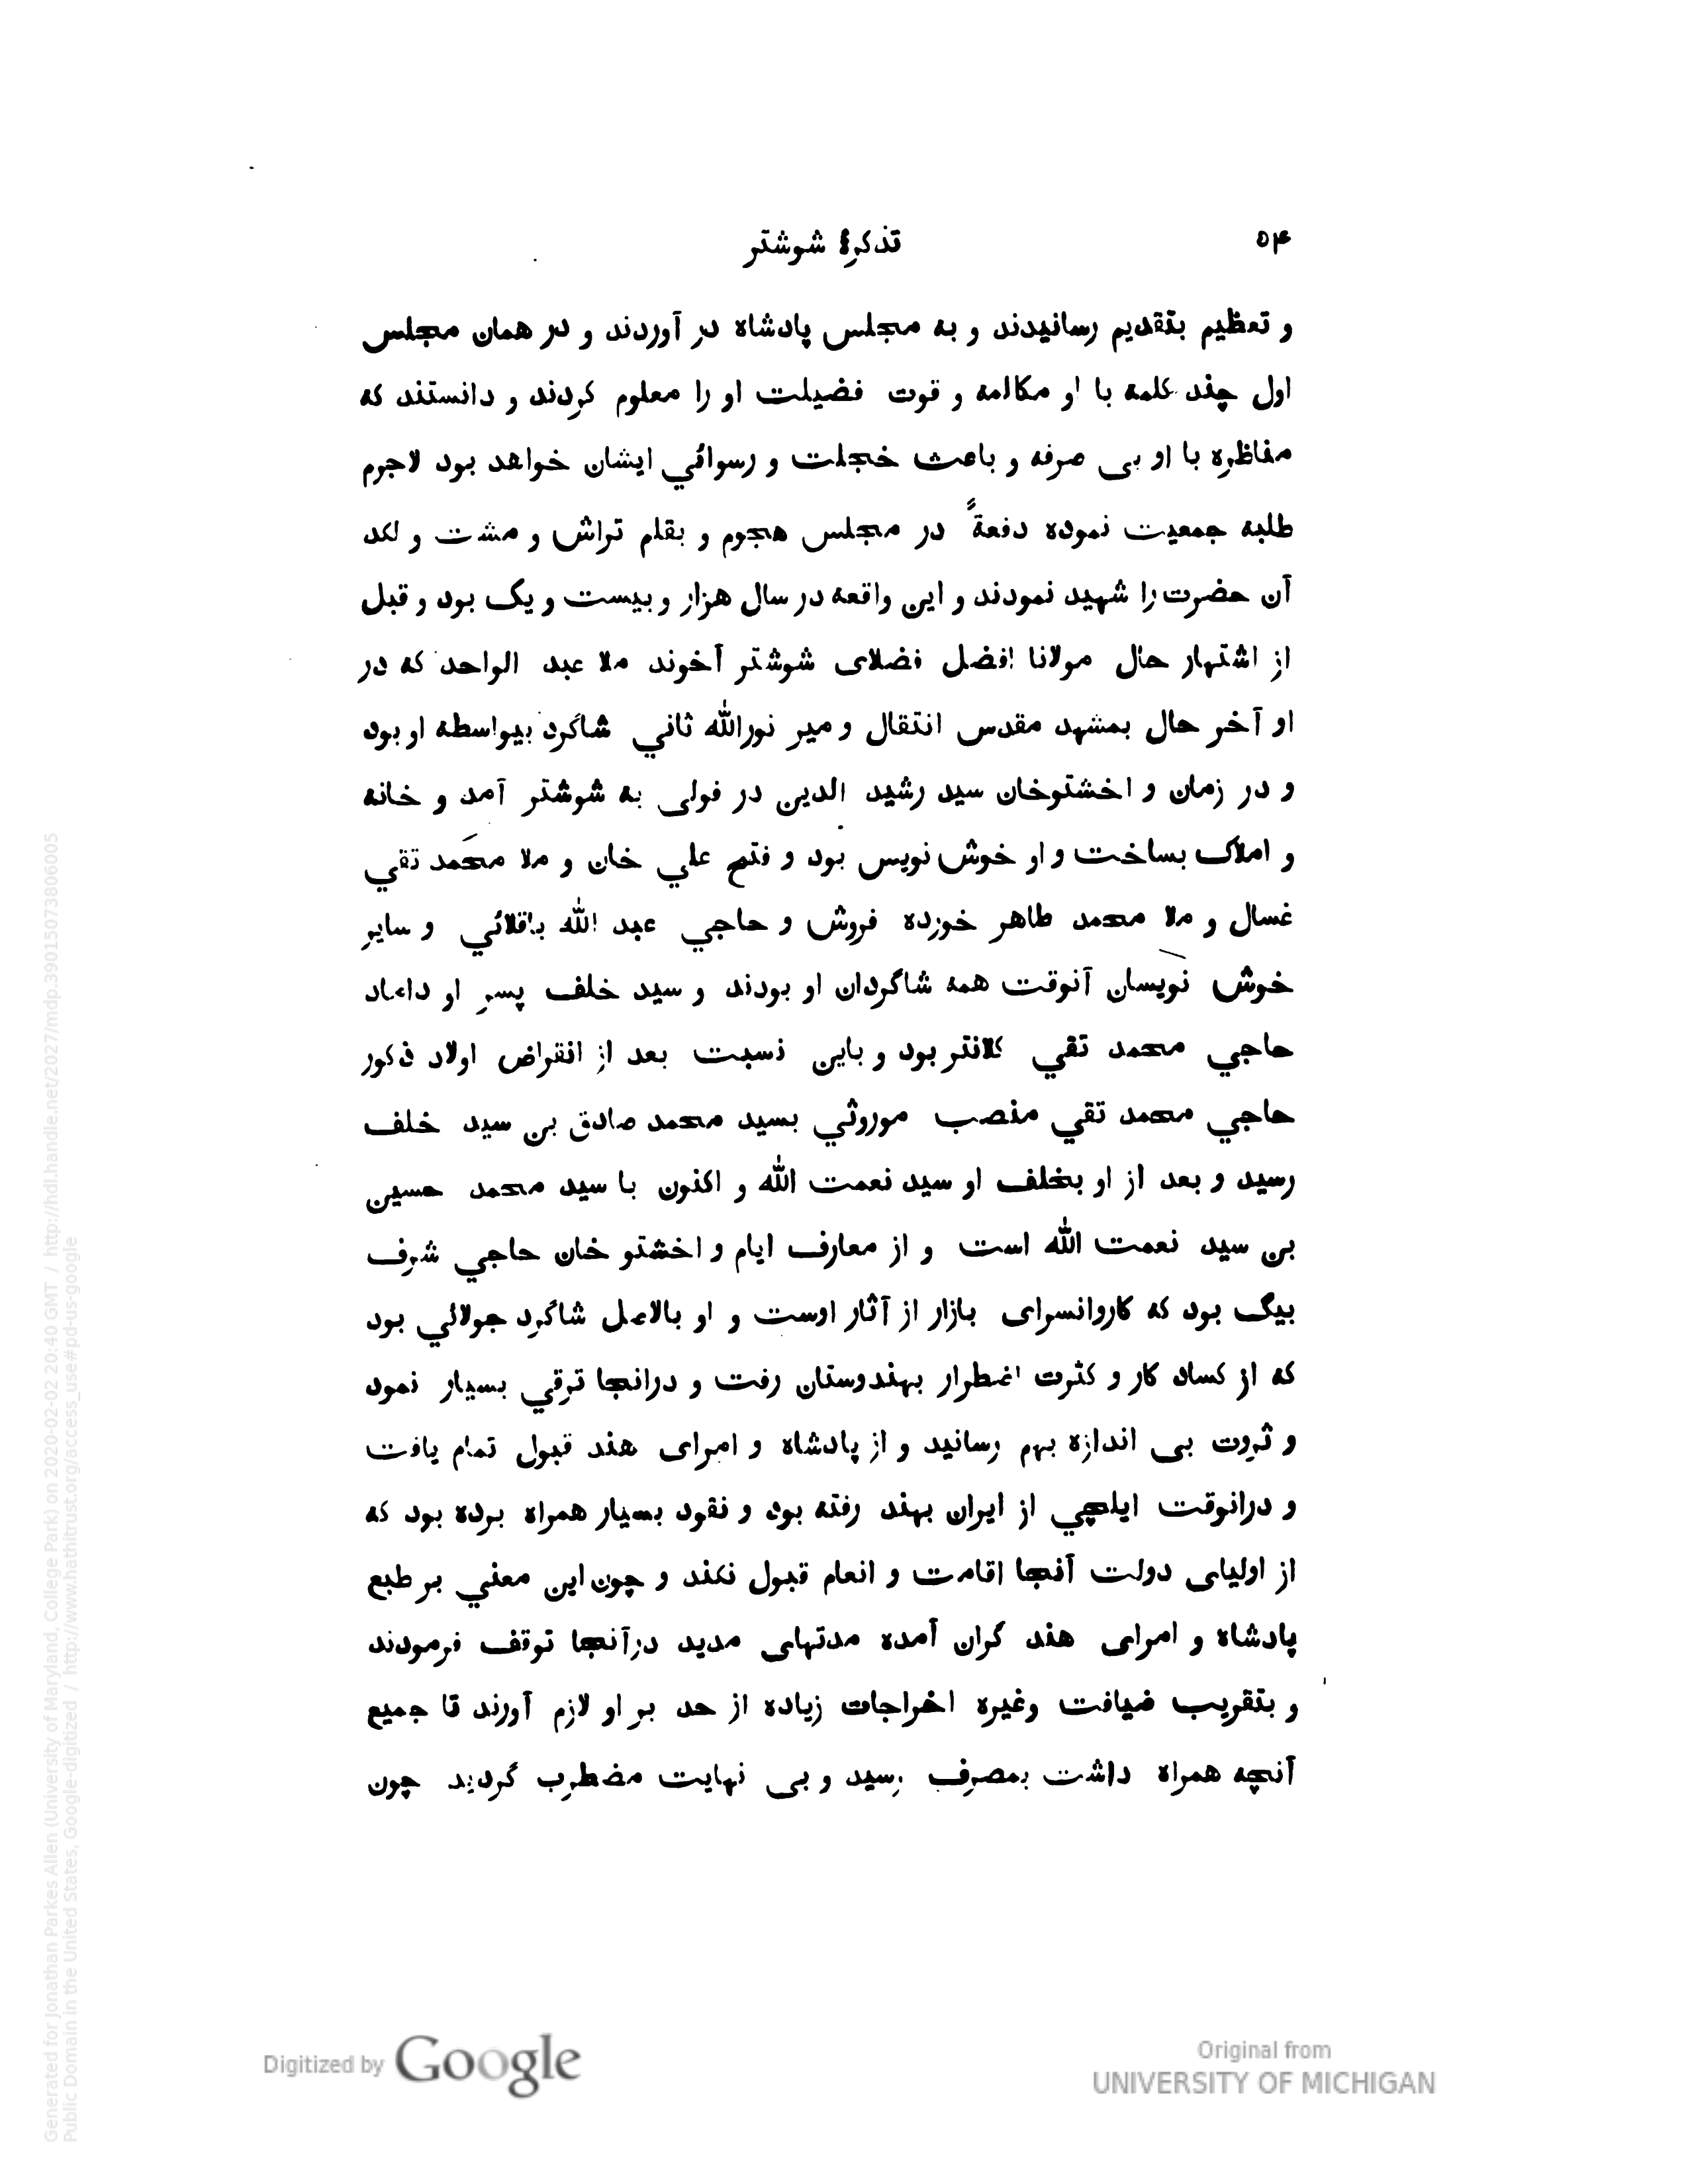 ۵۴
تذکرهٔ شوشتر
و تعظیم بتقدیم رسانیدند و به مجلس پادشاه در آوردند و در همان مجلس
اول چند کلمه با او مکالمه و قوت فضیلت او را معلوم کردند و دانستند که
مناظره با او بی صرفه و باعث خجلت و رسوائي ایشان خواهد بود لاجرم
طلبه جمعیت نموده دفعةً در مجلس هجوم و بقلم تراش و مشت و لکد
آن حضرت را شهید نمودند و این واقعه در سال هزار و بیست و یک بود و قبل
از اشتهار حال مولانا افضل فضلای شوشتر آخوند ملا عبد الواحد که در
او آخر حال بمشهد مقدس انتقال و میر نورالله ثاني شاگرد بیواسطه او بود
و در زمان و اخشتوخان سید رشید الدین در فولی به شوشتر آمد و خانه
و املاک بساخت و او خوش نویس بود و فتح علي خان و ملا محمد تقي
غسال و ملا محمد طاهر خورده فروش و حاجي عبد الله باقلائي و سایر
خوش نویسان آنوقت همه شاگردان او بودند و سید خلف پسر او داماد
حاجي محمد تقي کلانتر بود و باین نسبت بعد از انقراض اولاد ذکور
حاجي محمد تقي منصب موروثي بسید محمد صادق بن سید خلف
رسید و بعد از او بخلف او سید نعمت الله و اکنون با سید محمد حسین
بن سید نعمت الله است و از معارف ایام و اخشتو خان حاجي شرف
بیگ بود که کاروانسرای بازار از آثار اوست و او بالاصل شاگرد جولائي بود
که از کساد کار و کثرت اضطرار بهندوستان رفت و درانجا ترقي بسیار نمود
و ثروت بی اندازه بهم رسانید و از پادشاه و امرای هند قبول تمام یافت
و درانوقت ایلچي از ایران بهند رفته بود و نقود بسیار همراه برده بود که
از اولیای دولت آنجا اقامت و انعام قبول نکند و چون این معني بر طبع
پادشاه و امرای هند گران آمده مدتهای مدید درآنجا توقف فرمودند
و بتقریب ضیافت وغیره اخراجات زیاده از حد بر او لازم آورند تا جمیع
آنچه همراه داشت بمصرف رسید و بی نهایت مضطرب گردید چون
Generated for Jonathan Parkes Allen (University of Maryland, College Park) on 2020-02-02 20:40 GMT / http://hdl.handle.net/2027/mdp.39015073806005
Public Domain in the United States, Google-digitized / http://www.hathitrust.org/access_use#pd-us-google
Digitized by Google
Original from
UNIVERSITY OF MICHIGAN